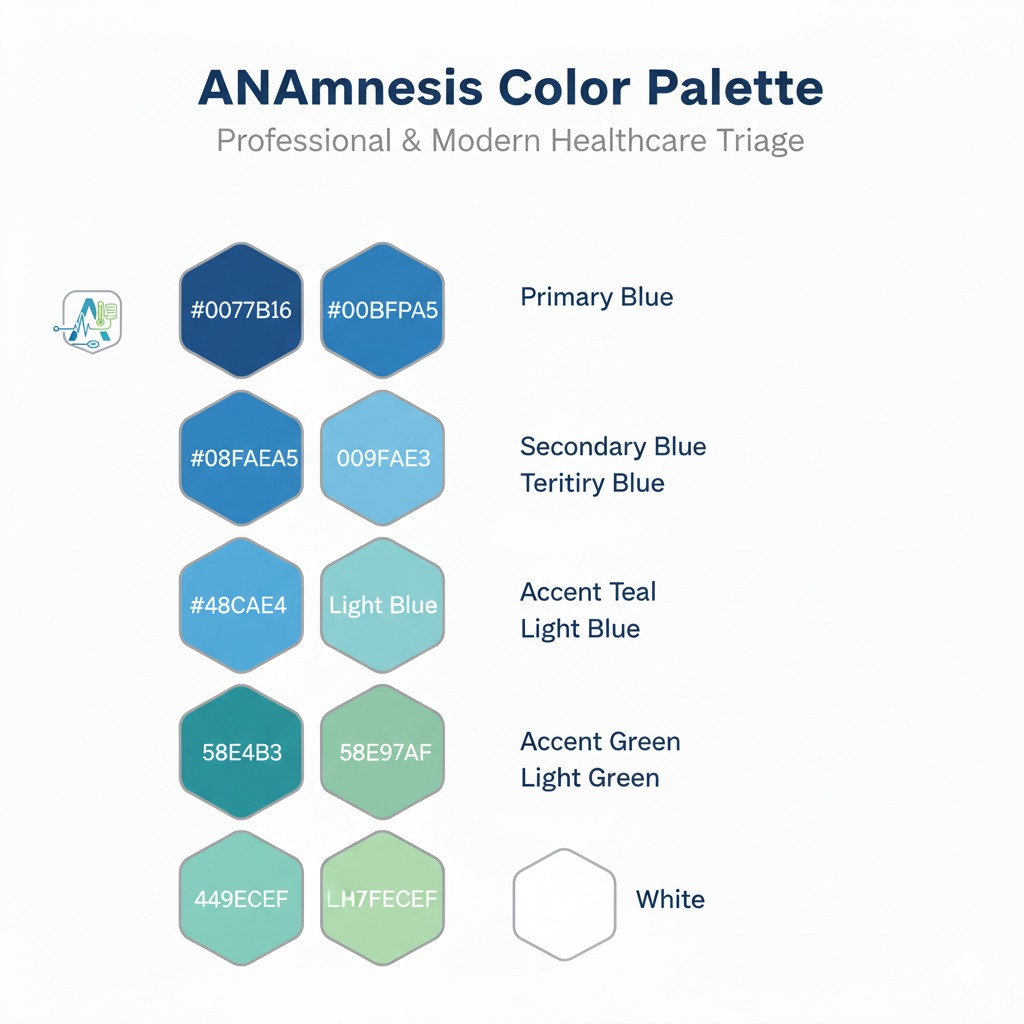 ANAmnesis Color Palette
Professional & Modern Healthcare Triage
#0077B16
#00BFPA5
Primary Blue
#08FAEA5
009FAE3
Secondary Blue
Teritiry Blue
#48CAE4
Light Blue
Accent Teal
Light Blue
58E4B3
58E97AF
Accent Green
Light Green
449ECEF
LH7FECEF
White